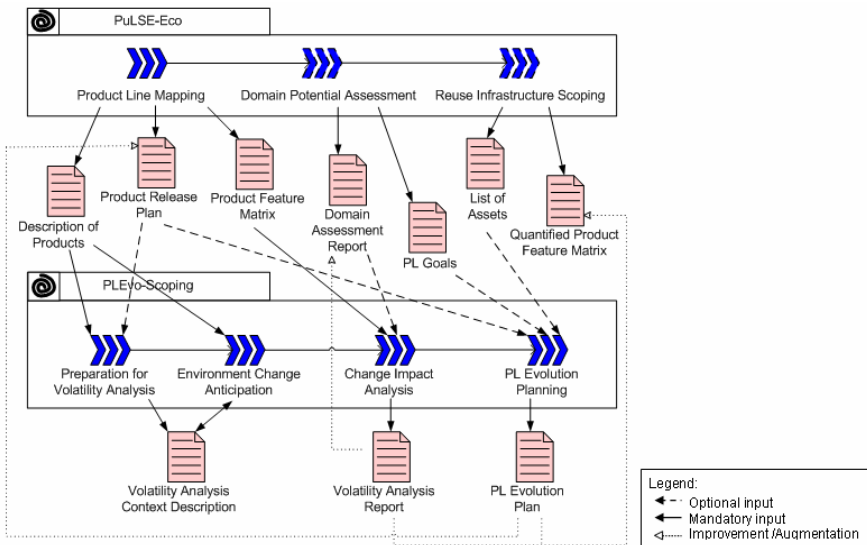 PuLSE-Eco
Product Line Mapping
Domain Potential Assessment
Reuse Infrastructure Scoping
Description of
Products
Product Release
Plan
Product Feature
Matrix
Domain
Assessment
Report
PL Goals
List of
Assets
Quantified Product
Feature Matrix
PLEvo-Scoping
Preparation for
Volatility Analysis
Environment Change
Anticipation
Change Impact
Analysis
PL Evolution
Planning
Volatility Analysis
Context Description
Volatility Analysis
Report
PL Evolution
Plan
Legend:
Optional input
Mandatory input
Improvement /Augmentation